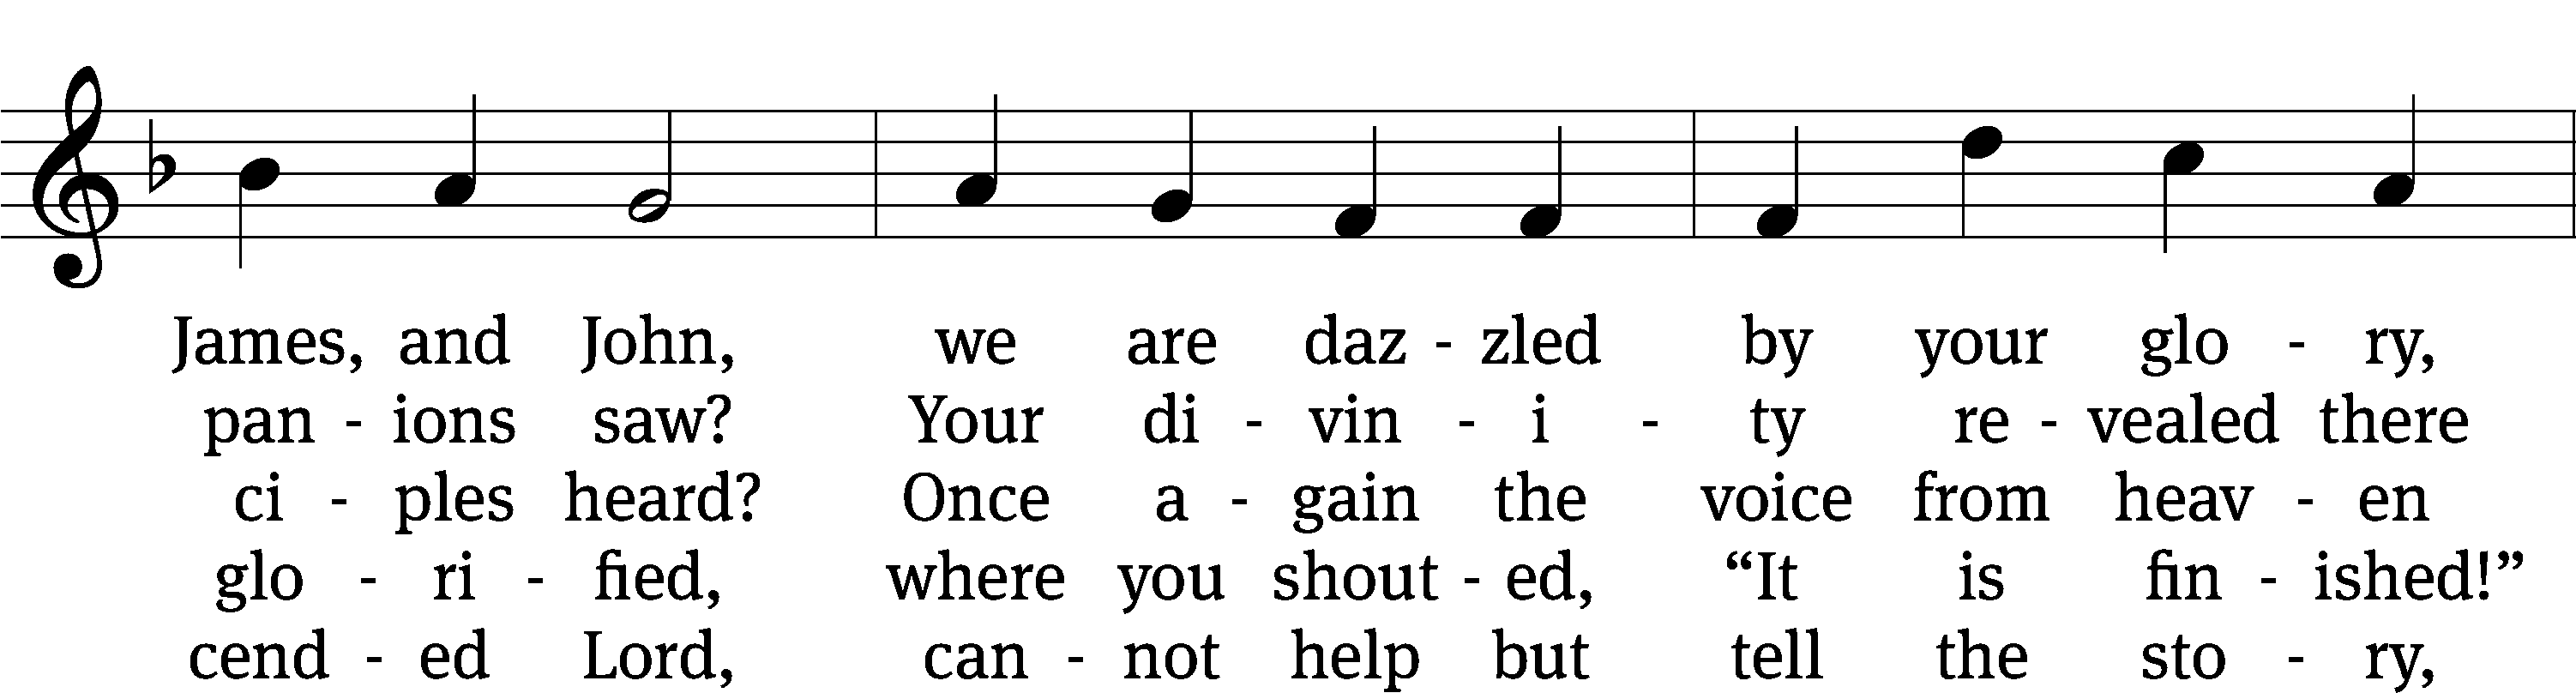 James, and John, we are daz - zled by your glo - ry,
pan - ions saw? Your di - vin - i - ty re - vealed there
ci - ples heard? Once a - gain the voice from heav - en
glo - ri - fied, where you shout - ed, “It is fin - ished!”
cend - ed Lord, can - not help but tell the sto - ry,